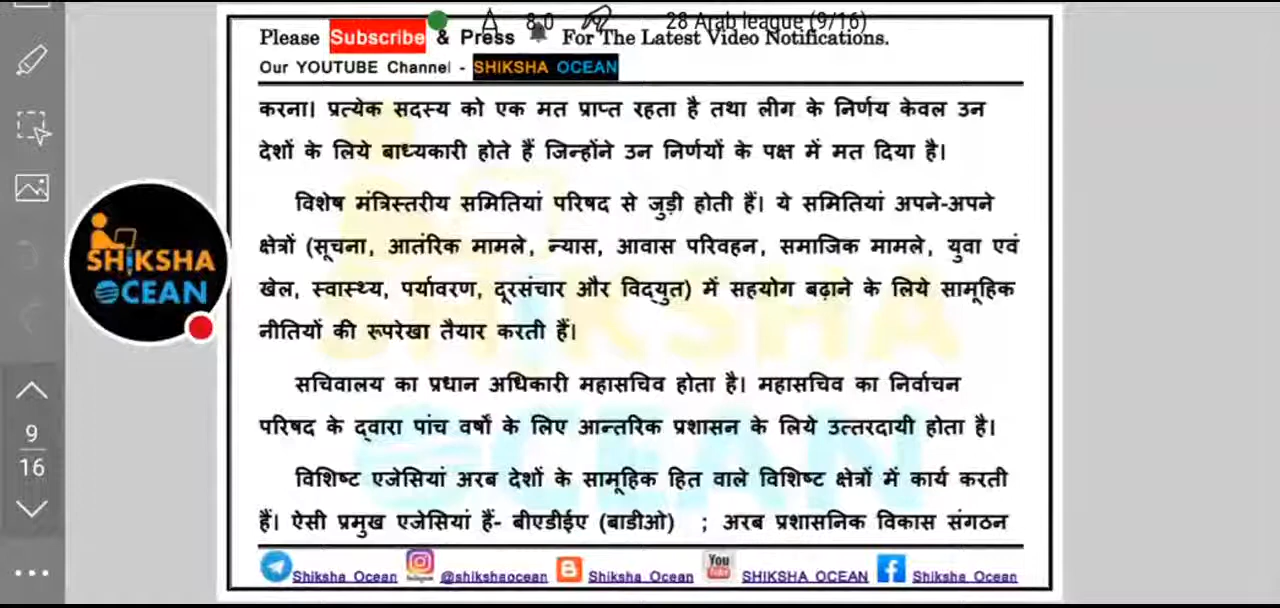 8.0 28 Arab league (9/16)
Please Subscribe & Press For The Latest Video Notifications.
Our YOUTUBE Channel - SHIKSHA OCEAN
करना। प्रत्येक सदस्य को एक मत प्राप्त रहता है तथा लीग के निर्णय केवल उन
देशों के लिये बाध्यकारी होते हैं जिन्होंने उन निर्णयों के पक्ष में मत दिया है।
विशेष मंत्रिस्तरीय समितियां परिषद से जुड़ी होती हैं। ये समितियां अपने-अपने
क्षेत्रों (सूचना, आतंरिक मामले, न्यास, आवास परिवहन, समाजिक मामले, युवा एवं
खेल, स्वास्थ्य, पर्यावरण, दूरसंचार और विद्युत) में सहयोग बढ़ाने के लिये सामूहिक
नीतियों की रूपरेखा तैयार करती हैं।
सचिवालय का प्रधान अधिकारी महासचिव होता है। महासचिव का निर्वाचन
परिषद के द्वारा पांच वर्षों के लिए आन्तरिक प्रशासन के लिये उत्तरदायी होता है।
विशिष्ट एजेसियां अरब देशों के सामूहिक हित वाले विशिष्ट क्षेत्रों में कार्य करती
हैं। ऐसी प्रमुख एजेसियां हैं- बीएडीईए (बाडीओ) ; अरब प्रशासनिक विकास संगठन
Shiksha Ocean @shikshaocean Shiksha Ocean You SHIKSHA OCEAN Shiksha Ocean
SHIKSHA
OCEAN
9
16
SHIKSHA
OCEAN